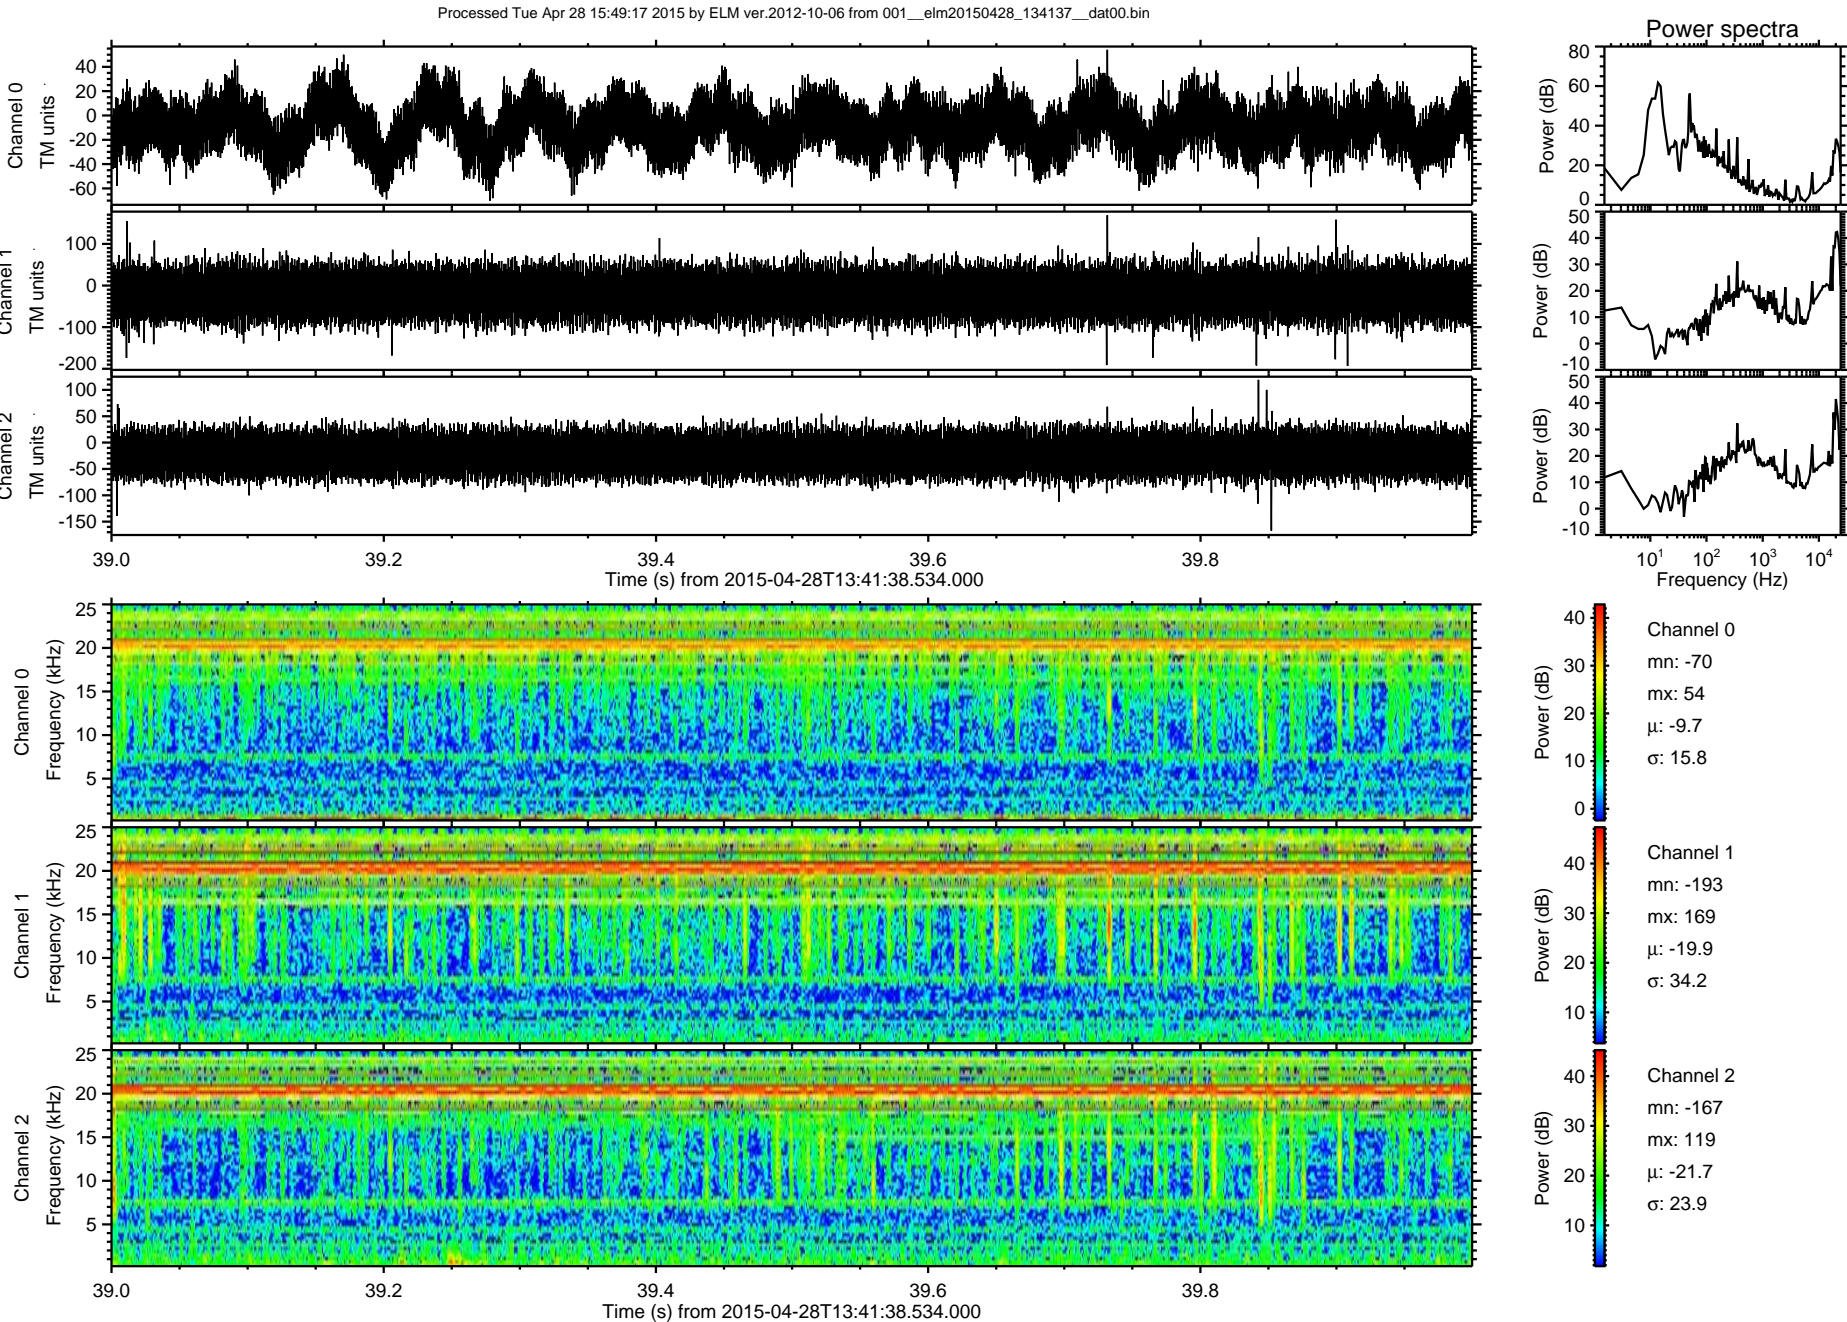 Processed Tue Apr 28 15:49:17 2015 by ELM ver.2012-10-06 from 001__elm20150428_134137__dat00.bin
Power spectra
Channel 0
TM units
40
20
0
-20
-40
-60
Power (dB)
80
60
40
20
0
Channel 1
TM units
100
0
-100
-200
Power (dB)
50
40
30
20
10
0
-10
Channel 2
TM units
100
50
0
-50
-100
-150
Power (dB)
50
40
30
20
10
0
-10
39.0 39.2 39.4 39.6 39.8
Time (s) from 2015-04-28T13:41:38.534.000
10^1 10^2 10^3 10^4
Frequency (Hz)
Channel 0
Frequency (kHz)
25
20
15
10
5
Power (dB)
40
30
20
10
0
Channel 0
mn: -70
mx: 54
μ: -9.7
σ: 15.8
Channel 1
Frequency (kHz)
25
20
15
10
5
Power (dB)
40
30
20
10
Channel 1
mn: -193
mx: 169
μ: -19.9
σ: 34.2
Channel 2
Frequency (kHz)
25
20
15
10
5
Power (dB)
40
30
20
10
Channel 2
mn: -167
mx: 119
μ: -21.7
σ: 23.9
39.0 39.2 39.4 39.6 39.8
Time (s) from 2015-04-28T13:41:38.534.000